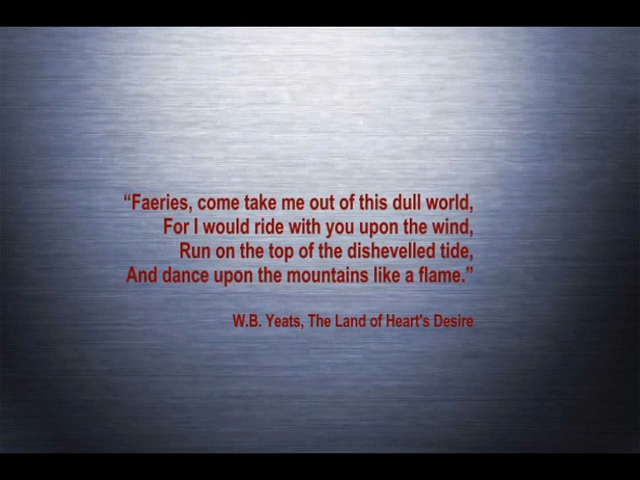 “Faeries, come take me out of this dull world,
For I would ride with you upon the wind,
Run on the top of the dishevelled tide,
And dance upon the mountains like a flame.”
W.B. Yeats, The Land of Heart's Desire